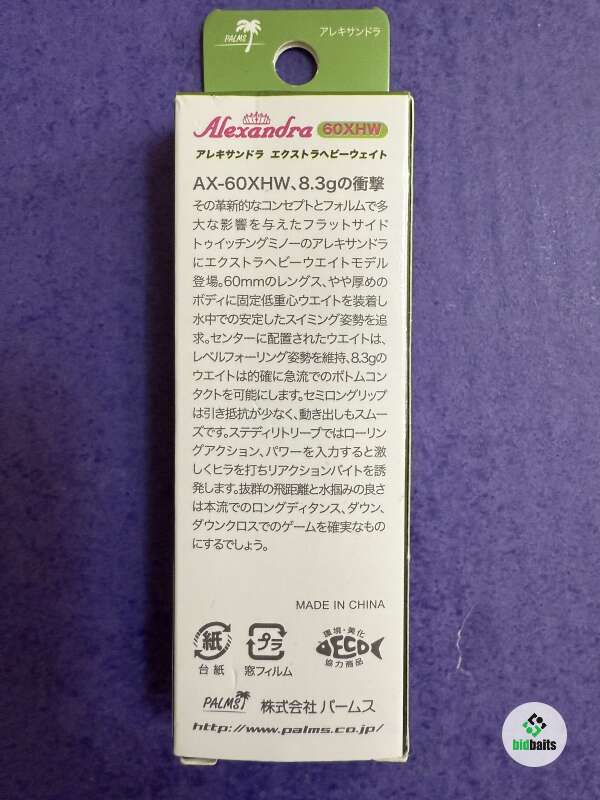 PALMS
アレキサンドラ
Alexandra 60XHW
アレキサンドラ エクストラヘビーウェイト
AX-60XHW、8.3gの衝撃
その革新的なコンセプトとフォルムで多
大な影響を与えたフラットサイド
トゥイッチングミノーのアレキサンドラ
にエクストラヘビーウエイトモデル
登場。60mmのレングス、やや厚めの
ボディに固定低重心ウエイトを装着し
水中での安定したスイミング姿勢を追
求。センターに配置されたウエイトは、
レベルフォーリング姿勢を維持、8.3gの
ウエイトは的確に急流でのボトムコン
タクトを可能にします。セミロングリップ
は引き抵抗が少なく、動き出しもスムー
ズです。ステディリトリーブではローリン
グアクション、パワーを入力すると激
しくヒラを打ちリアクションバイトを誘
発します。抜群の飛距離と水掴みの良さ
は本流でのロングディタンス、ダウン、
ダウンクロスでのゲームを確実なもの
にするでしょう。
MADE IN CHINA
紙
台紙
プラ
窓フィルム
環境・美化
ECO
協力商品
PALMS 株式会社 パームス
http://www.palms.co.jp/
bidbaits